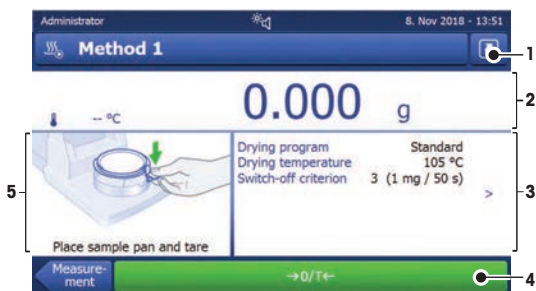 Administrator 8. Nov 2018 - 13:51
Method 1
1
-- °C 0.000 g
2
Drying program Standard
Drying temperature 105 °C
Switch-off criterion 3 (1 mg / 50 s)
>
3
5
Place sample pan and tare
Measure-
ment
→0/T←
4